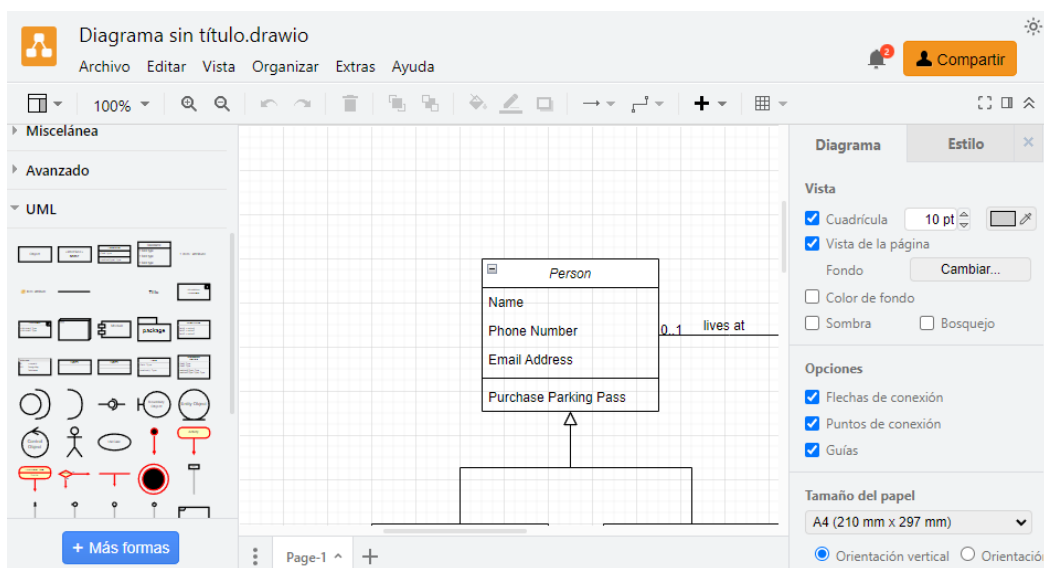 Diagrama sin título.drawio
Archivo Editar Vista Organizar Extras Ayuda
2
Compartir
100%
Miscelánea
Avanzado
UML
package
+ Más formas
Person
Name
Phone Number
Email Address
Purchase Parking Pass
0..1 lives at
Page-1
Diagrama Estilo
Vista
Cuadrícula 10 pt
Vista de la página
Fondo Cambiar...
Color de fondo
Sombra Bosquejo
Opciones
Flechas de conexión
Puntos de conexión
Guías
Tamaño del papel
A4 (210 mm x 297 mm)
Orientación vertical Orientació